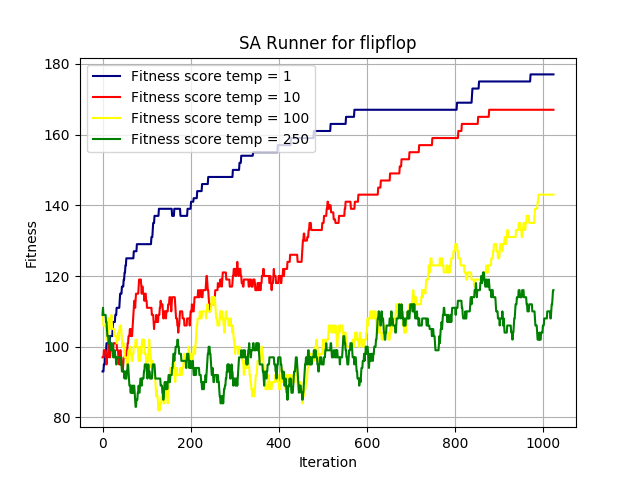 SA Runner for flipflop
180
160
140
120
100
80
Fitness
Fitness score temp = 1
Fitness score temp = 10
Fitness score temp = 100
Fitness score temp = 250
0 200 400 600 800 1000
Iteration